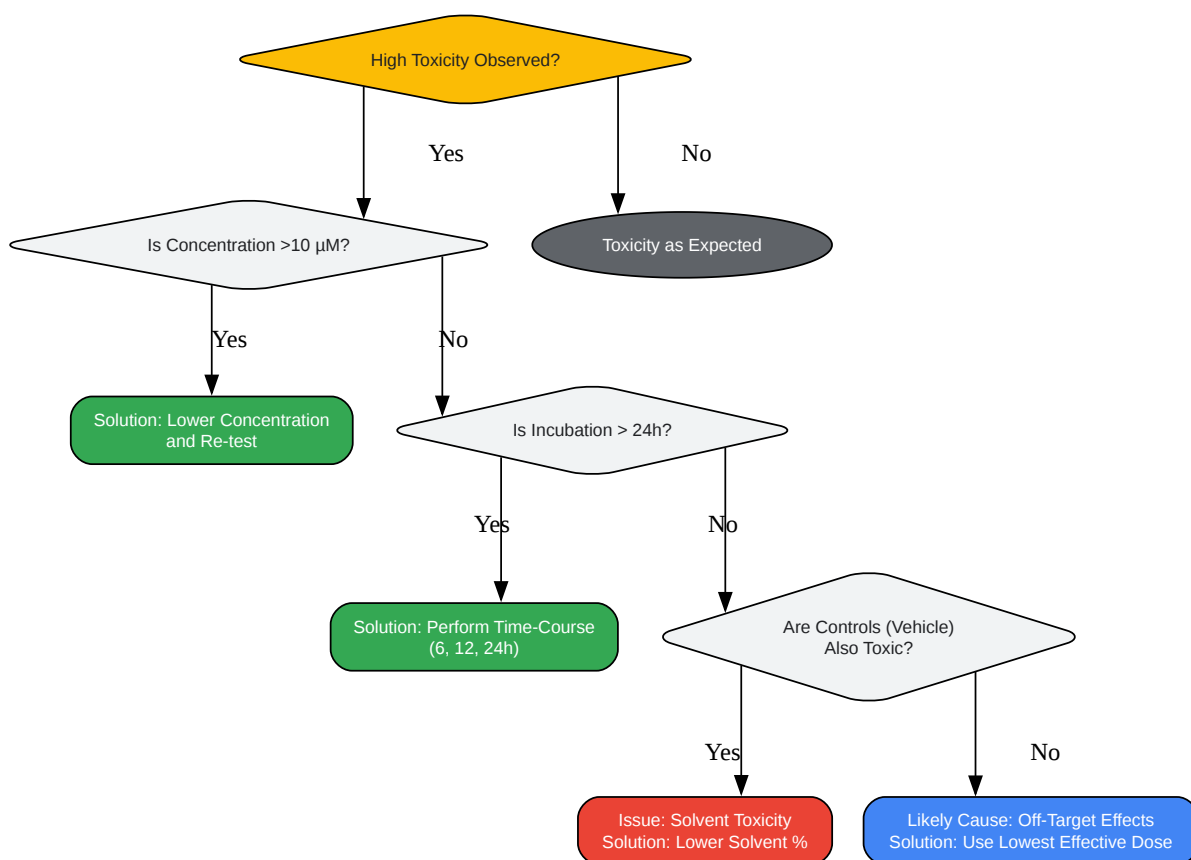 High Toxicity Observed?
Yes
No
Is Concentration >10 µM?
Toxicity as Expected
Yes
No
Solution: Lower Concentration
and Re-test
Is Incubation > 24h?
Yes
No
Solution: Perform Time-Course
(6, 12, 24h)
Are Controls (Vehicle)
Also Toxic?
Yes
No
Issue: Solvent Toxicity
Solution: Lower Solvent %
Likely Cause: Off-Target Effects
Solution: Use Lowest Effective Dose